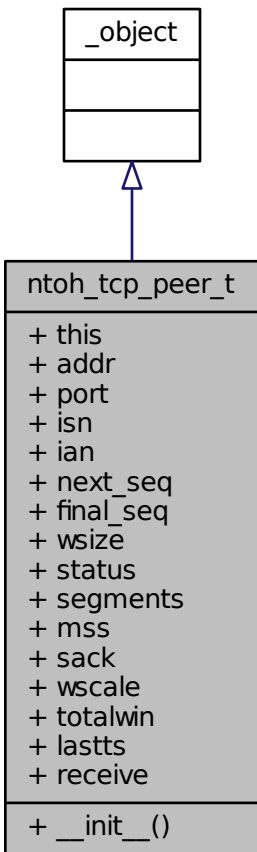 _object
ntoh_tcp_peer_t
+ this
+ addr
+ port
+ isn
+ ian
+ next_seq
+ final_seq
+ wsize
+ status
+ segments
+ mss
+ sack
+ wscale
+ totalwin
+ lastts
+ receive
+ __init__()